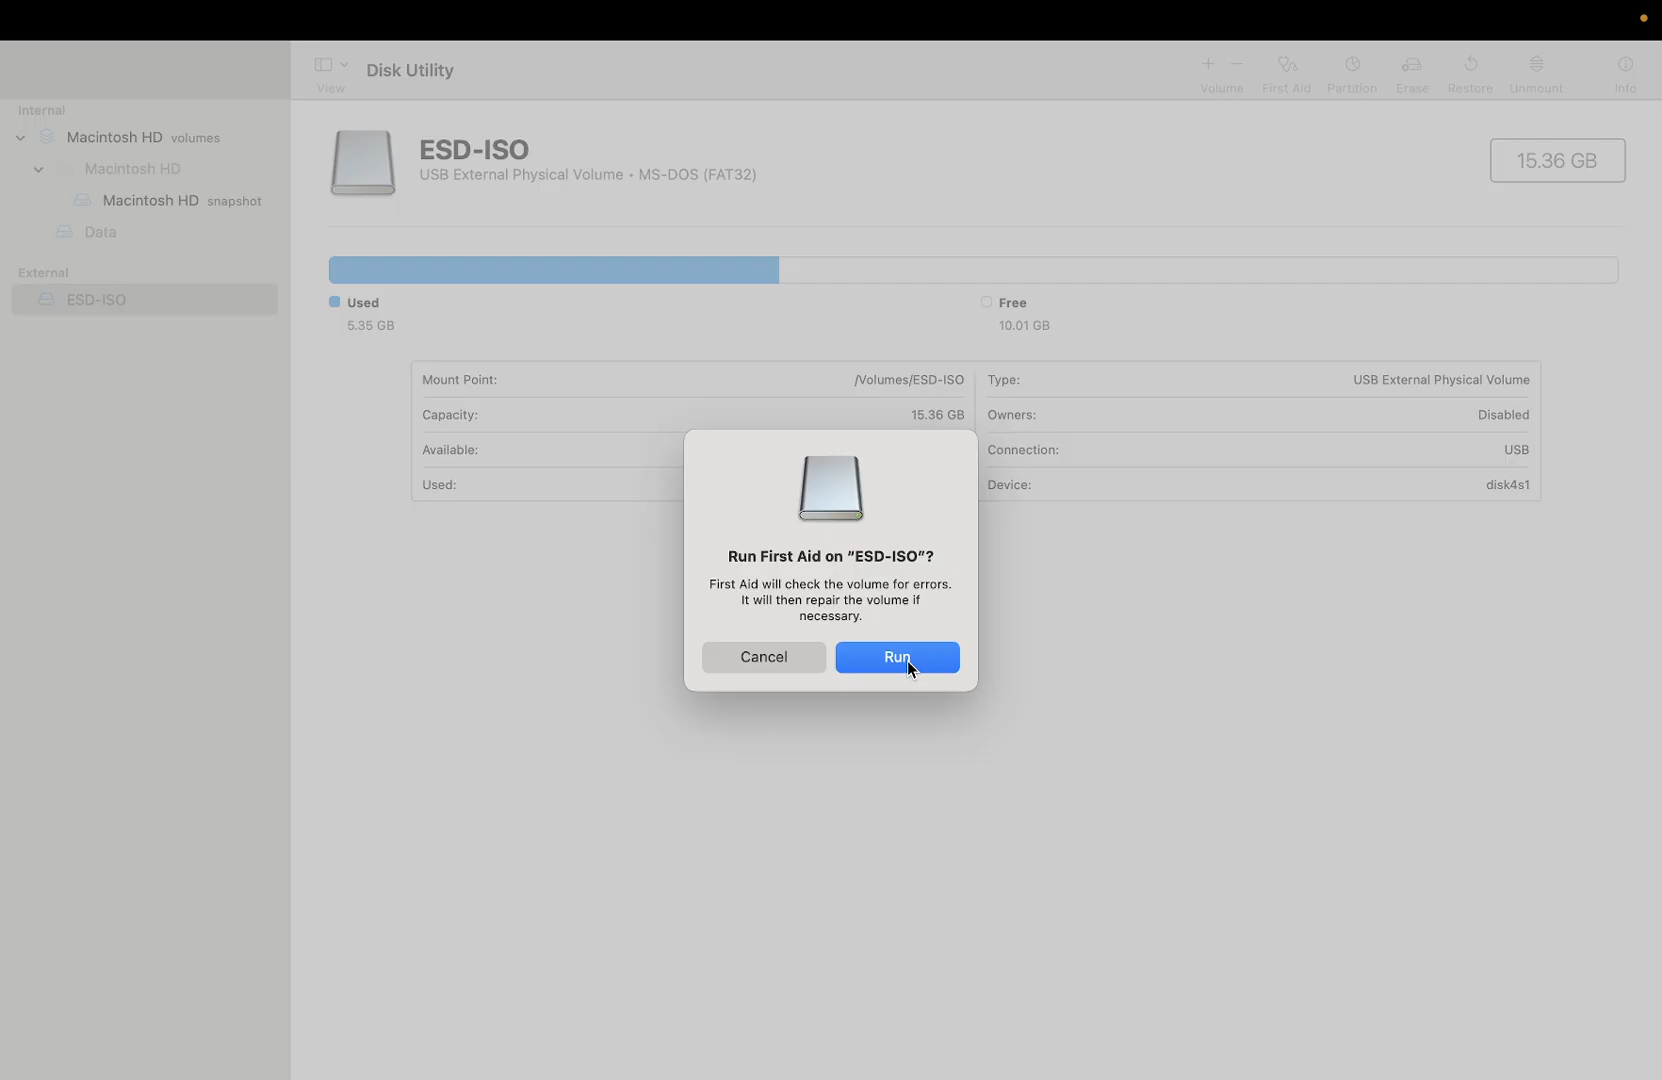 Disk Utility
View
Volume
First Aid
Partition
Erase
Restore
Unmount
Info
Internal
Macintosh HD volumes
Macintosh HD
Macintosh HD snapshot
Data
External
ESD-ISO
ESD-ISO
USB External Physical Volume • MS-DOS (FAT32)
15.36 GB
Used
5.35 GB
Free
10.01 GB
Mount Point: /Volumes/ESD-ISO
Capacity: 15.36 GB
Available:
Used:
Type: USB External Physical Volume
Owners: Disabled
Connection: USB
Device: disk4s1
Run First Aid on "ESD-ISO"?
First Aid will check the volume for errors.
It will then repair the volume if
necessary.
Cancel
Run